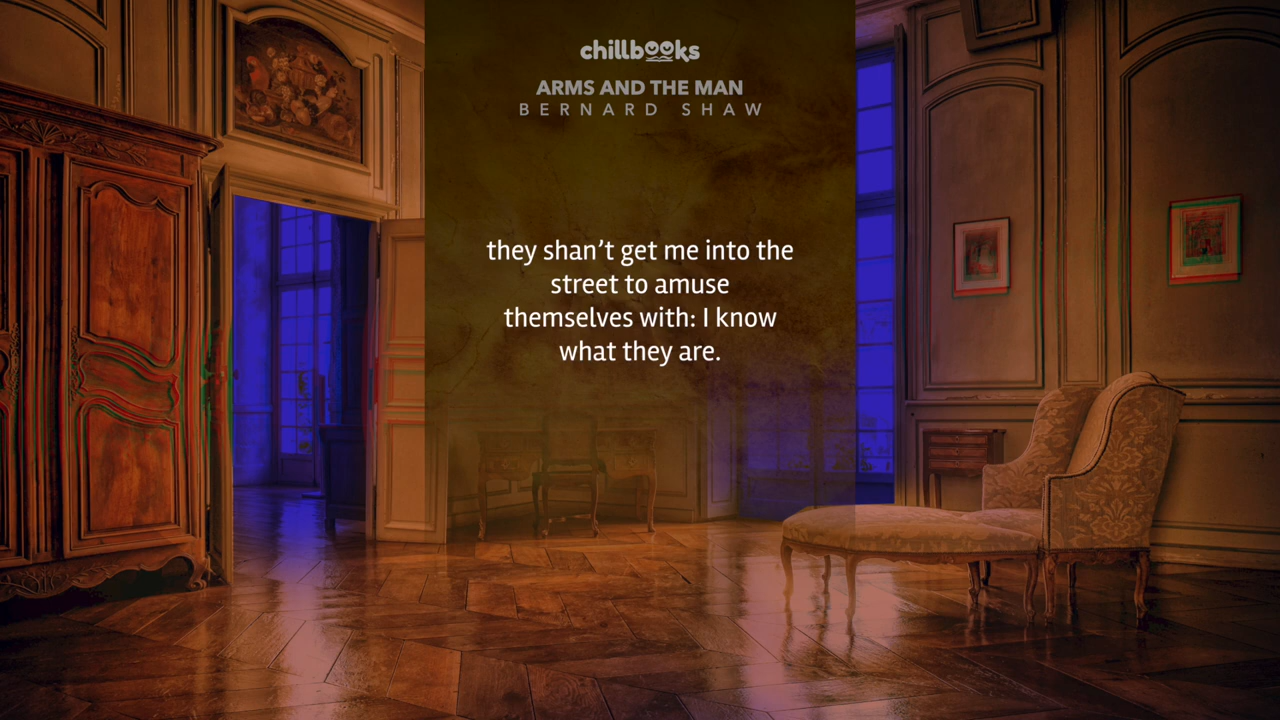 chillbooks
ARMS AND THE MAN
BERNARD SHAW
they shan’t get me into the
street to amuse
themselves with: I know
what they are.